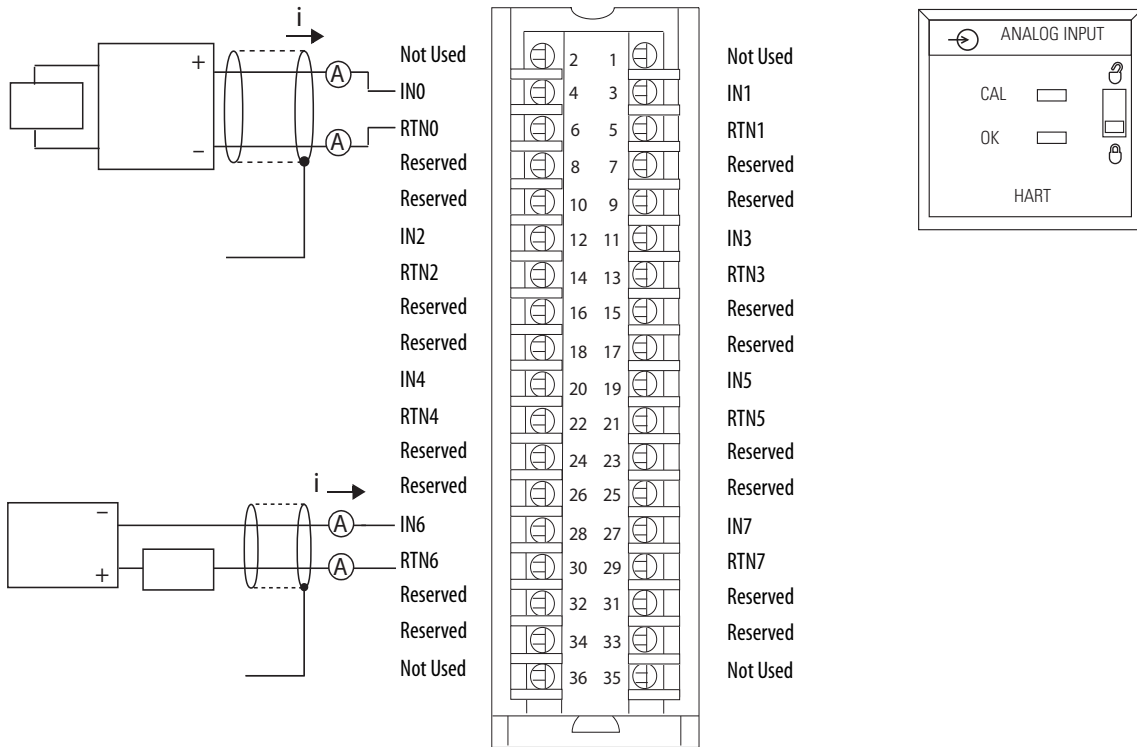 i
+
A
−
A
Not Used 2 1 Not Used
IN0 4 3 IN1
RTN0 6 5 RTN1
Reserved 8 7 Reserved
Reserved 10 9 Reserved
IN2 12 11 IN3
RTN2 14 13 RTN3
Reserved 16 15 Reserved
Reserved 18 17 Reserved
IN4 20 19 IN5
RTN4 22 21 RTN5
Reserved 24 23 Reserved
i
Reserved 26 25 Reserved
− A IN6 28 27 IN7
+ A RTN6 30 29 RTN7
Reserved 32 31 Reserved
Reserved 34 33 Reserved
Not Used 36 35 Not Used
ANALOG INPUT
CAL
OK
HART